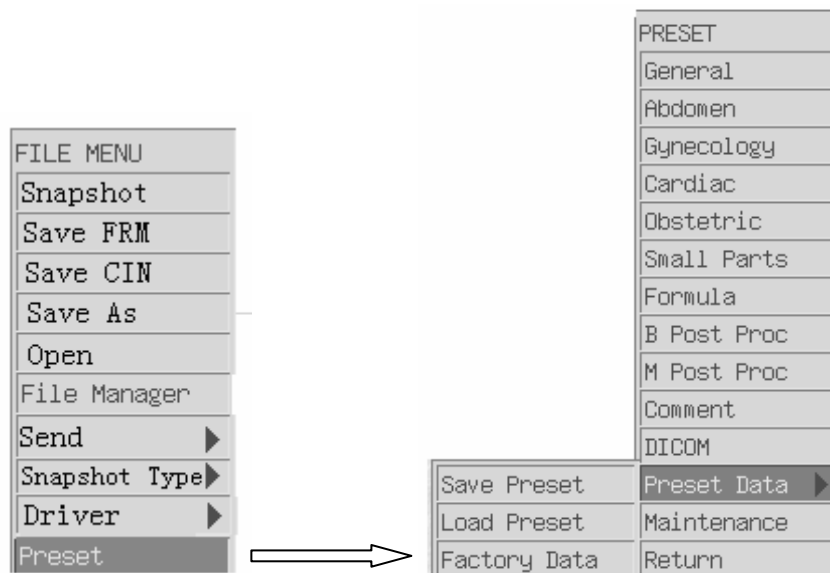 FILE MENU
Snapshot
Save FRM
Save CIN
Save As
Open
File Manager
Send
Snapshot Type
Driver
Preset
PRESET
General
Abdomen
Gynecology
Cardiac
Obstetric
Small Parts
Formula
B Post Proc
M Post Proc
Comment
DICOM
Preset Data
Maintenance
Return
Save Preset
Load Preset
Factory Data